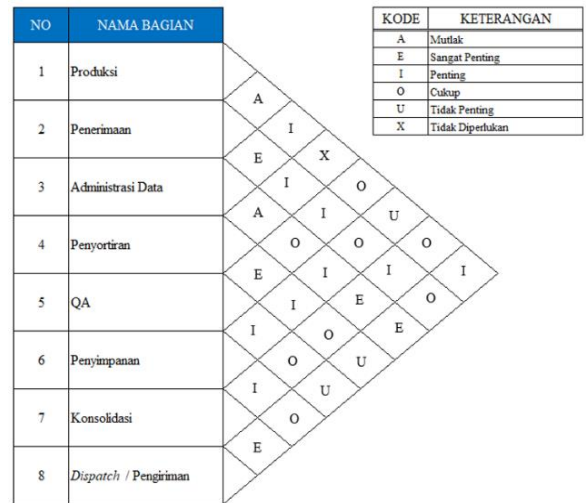 NO NAMA BAGIAN
1 Produksi
2 Penerimaan
3 Administrasi Data
4 Penyortiran
5 QA
6 Penyimpanan
7 Konsolidasi
8 Dispatch / Pengiriman
A
I
E X
I O
A I U
O O O
E I I I
I E O
I O E
O U
I U
O
E
KODE KETERANGAN
A Mutlak
E Sangat Penting
I Penting
O Cukup
U Tidak Penting
X Tidak Diperlukan